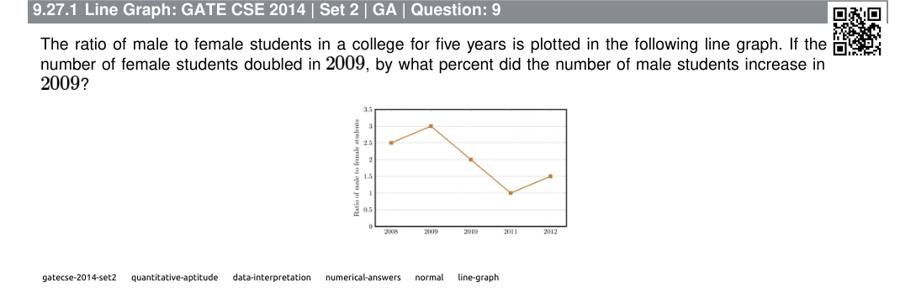 9.27.1 Line Graph: GATE CSE 2014 | Set 2 | GA | Question: 9
The ratio of male to female students in a college for five years is plotted in the following line graph. If the
number of female students doubled in 2009, by what percent did the number of male students increase in
2009?
Ratio of male to female students
3.5
3
2.5
2
1.5
1
0.5
0
2008 2009 2010 2011 2012
gatecse-2014-set2 quantitative-aptitude data-interpretation numerical-answers normal line-graph